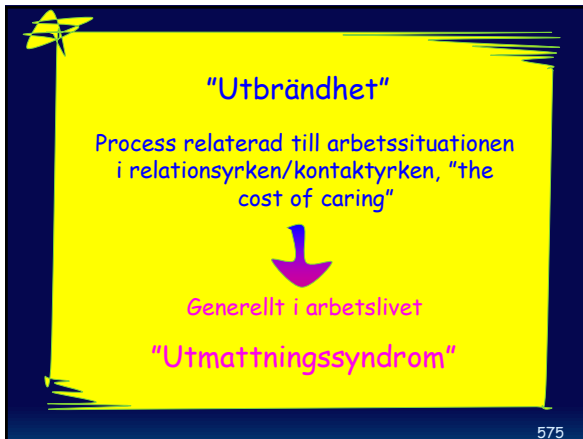 ”Utbrändhet”
Process relaterad till arbetssituationen
i relationsyrken/kontaktyrken, ”the
cost of caring”
Generellt i arbetslivet
”Utmattningssyndrom”
575